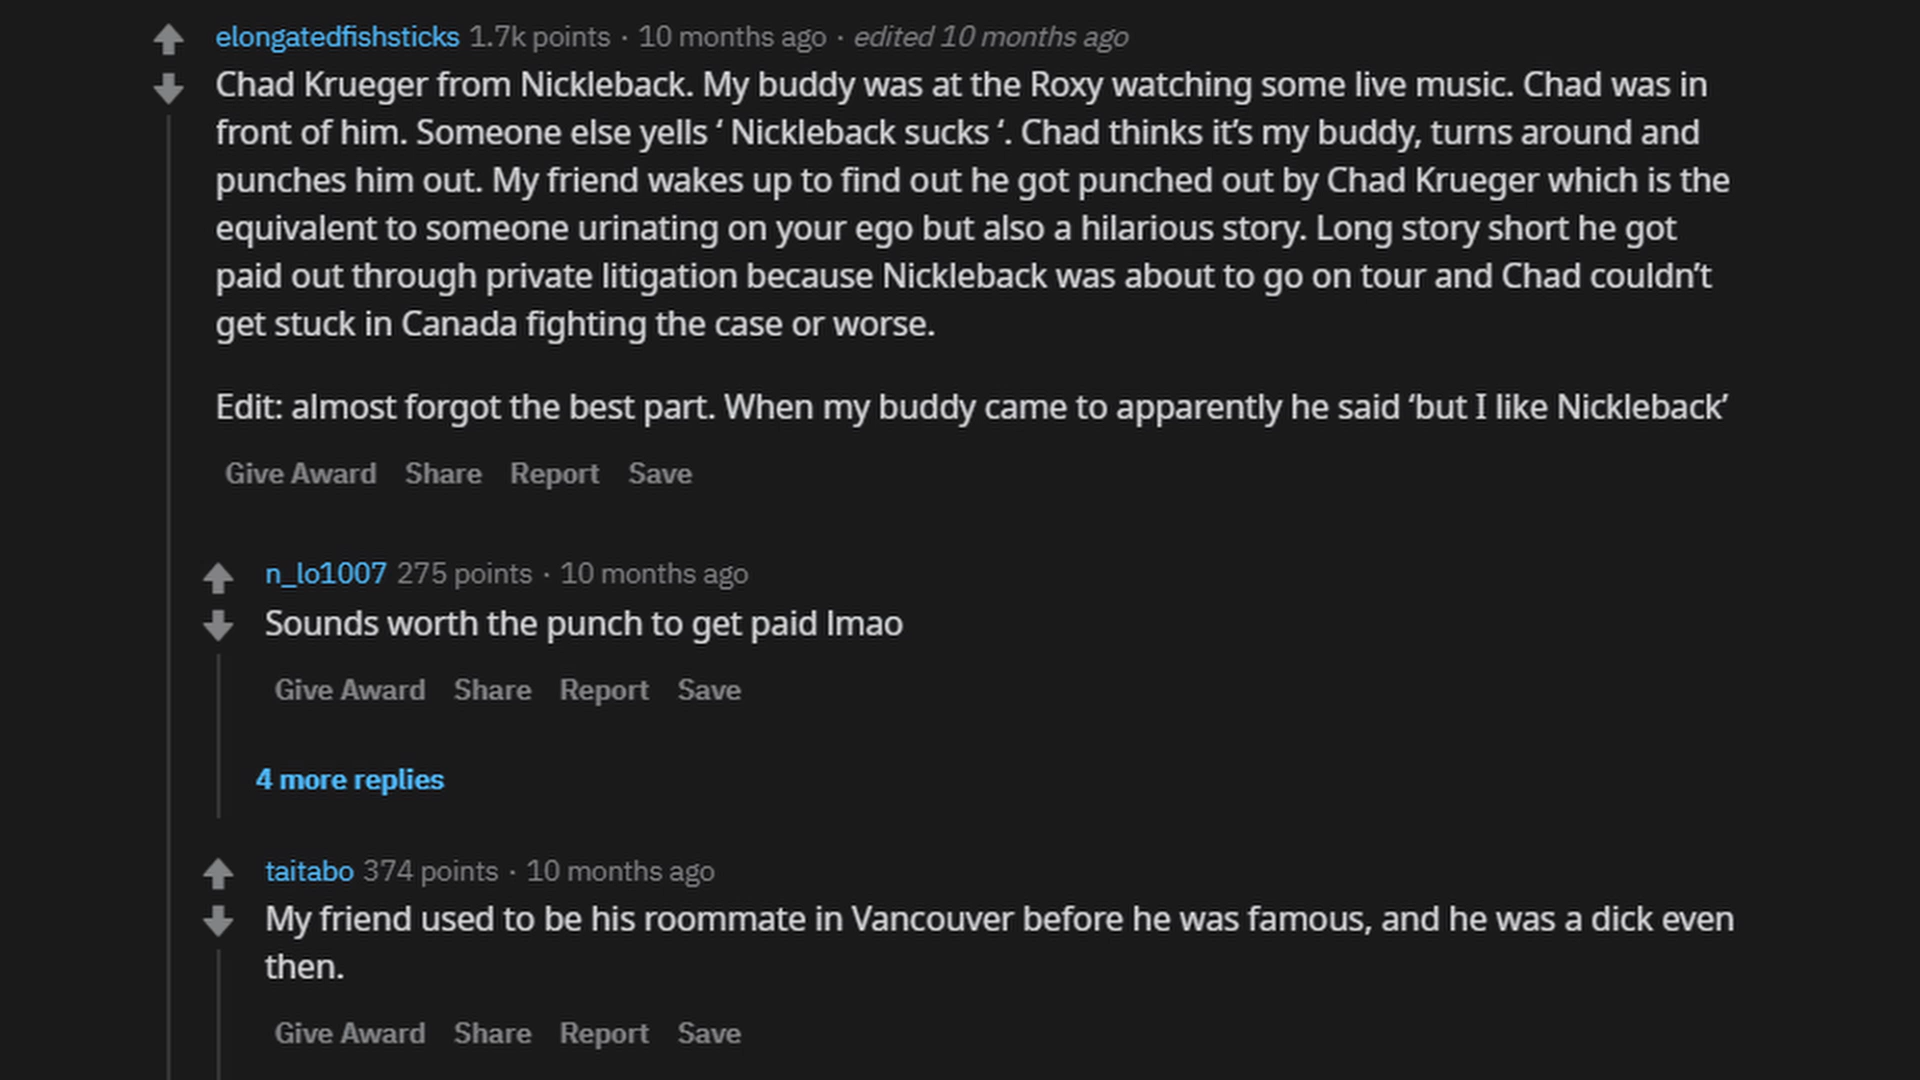 elongatedfishsticks 1.7k points · 10 months ago · edited 10 months ago
Chad Krueger from Nickleback. My buddy was at the Roxy watching some live music. Chad was in
front of him. Someone else yells ‘ Nickleback sucks ‘. Chad thinks it’s my buddy, turns around and
punches him out. My friend wakes up to find out he got punched out by Chad Krueger which is the
equivalent to someone urinating on your ego but also a hilarious story. Long story short he got
paid out through private litigation because Nickleback was about to go on tour and Chad couldn’t
get stuck in Canada fighting the case or worse.
Edit: almost forgot the best part. When my buddy came to apparently he said ‘but I like Nickleback’
Give Award Share Report Save
n_lo1007 275 points · 10 months ago
Sounds worth the punch to get paid lmao
Give Award Share Report Save
4 more replies
taitabo 374 points · 10 months ago
My friend used to be his roommate in Vancouver before he was famous, and he was a dick even
then.
Give Award Share Report Save